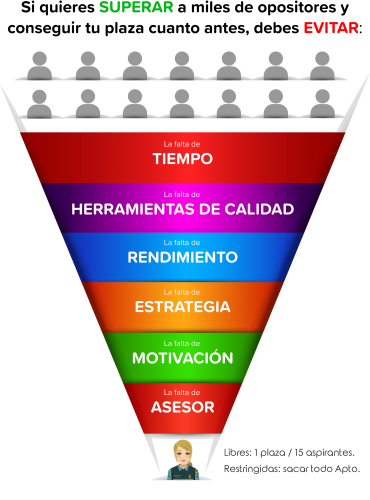 Si quieres SUPERAR a miles de opositores y
conseguir tu plaza cuanto antes, debes EVITAR:
La falta de
TIEMPO
La falta de
HERRAMIENTAS DE CALIDAD
La falta de
RENDIMIENTO
La falta de
ESTRATEGIA
La falta de
MOTIVACIÓN
La falta de
ASESOR
Libres: 1 plaza / 15 aspirantes.
Restringidas: sacar todo Apto.